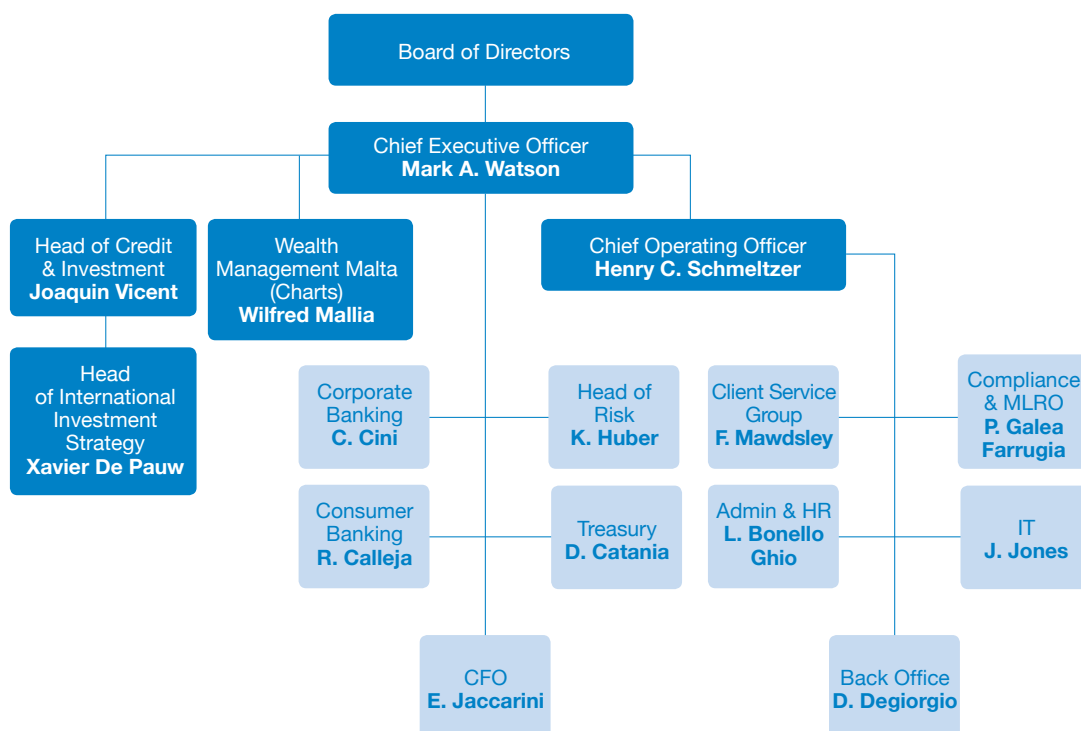 Board of Directors
Chief Executive Officer
Mark A. Watson
Head of Credit
& Investment
Joaquin Vicent
Wealth
Management Malta
(Charts)
Wilfred Mallia
Chief Operating Officer
Henry C. Schmeltzer
Head
of International
Investment
Strategy
Xavier De Pauw
Corporate
Banking
C. Cini
Head of
Risk
K. Huber
Client Service
Group
F. Mawdsley
Compliance
& MLRO
P. Galea
Farrugia
Consumer
Banking
R. Calleja
Treasury
D. Catania
Admin & HR
L. Bonello
Ghio
IT
J. Jones
CFO
E. Jaccarini
Back Office
D. Degiorgio